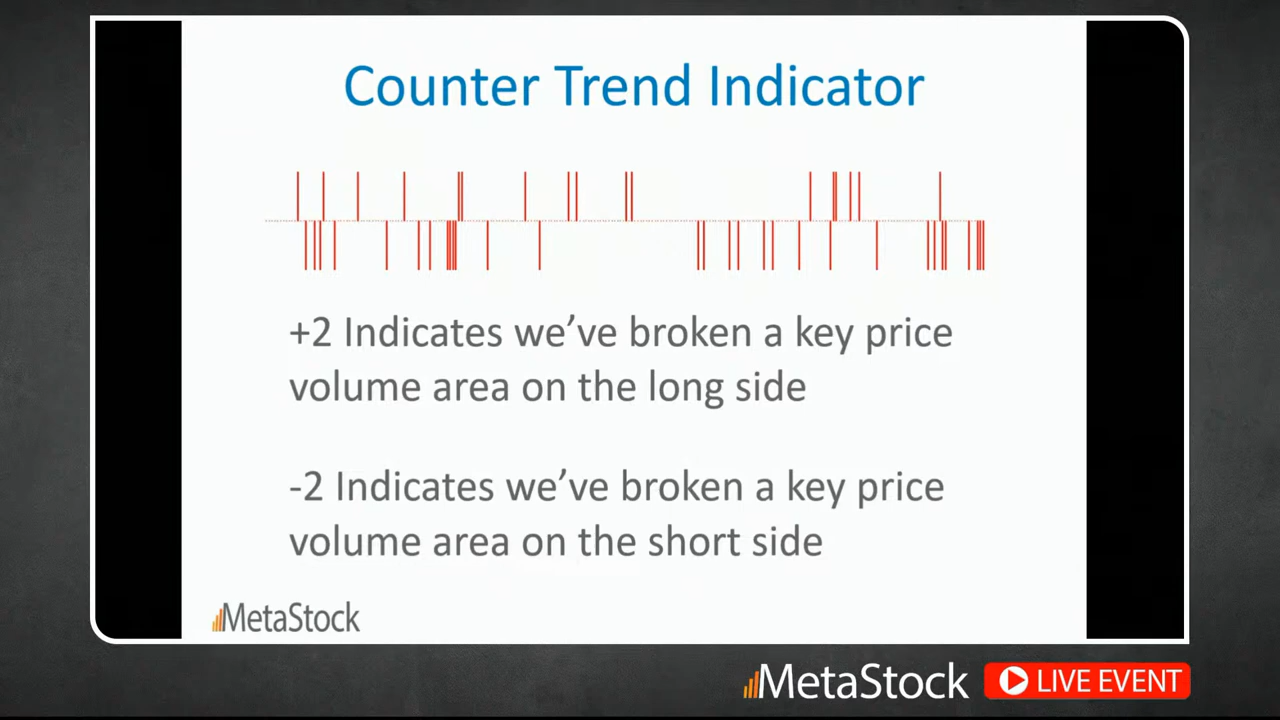 Counter Trend Indicator
+2 Indicates we’ve broken a key price
volume area on the long side
-2 Indicates we’ve broken a key price
volume area on the short side
MetaStock
MetaStock LIVE EVENT